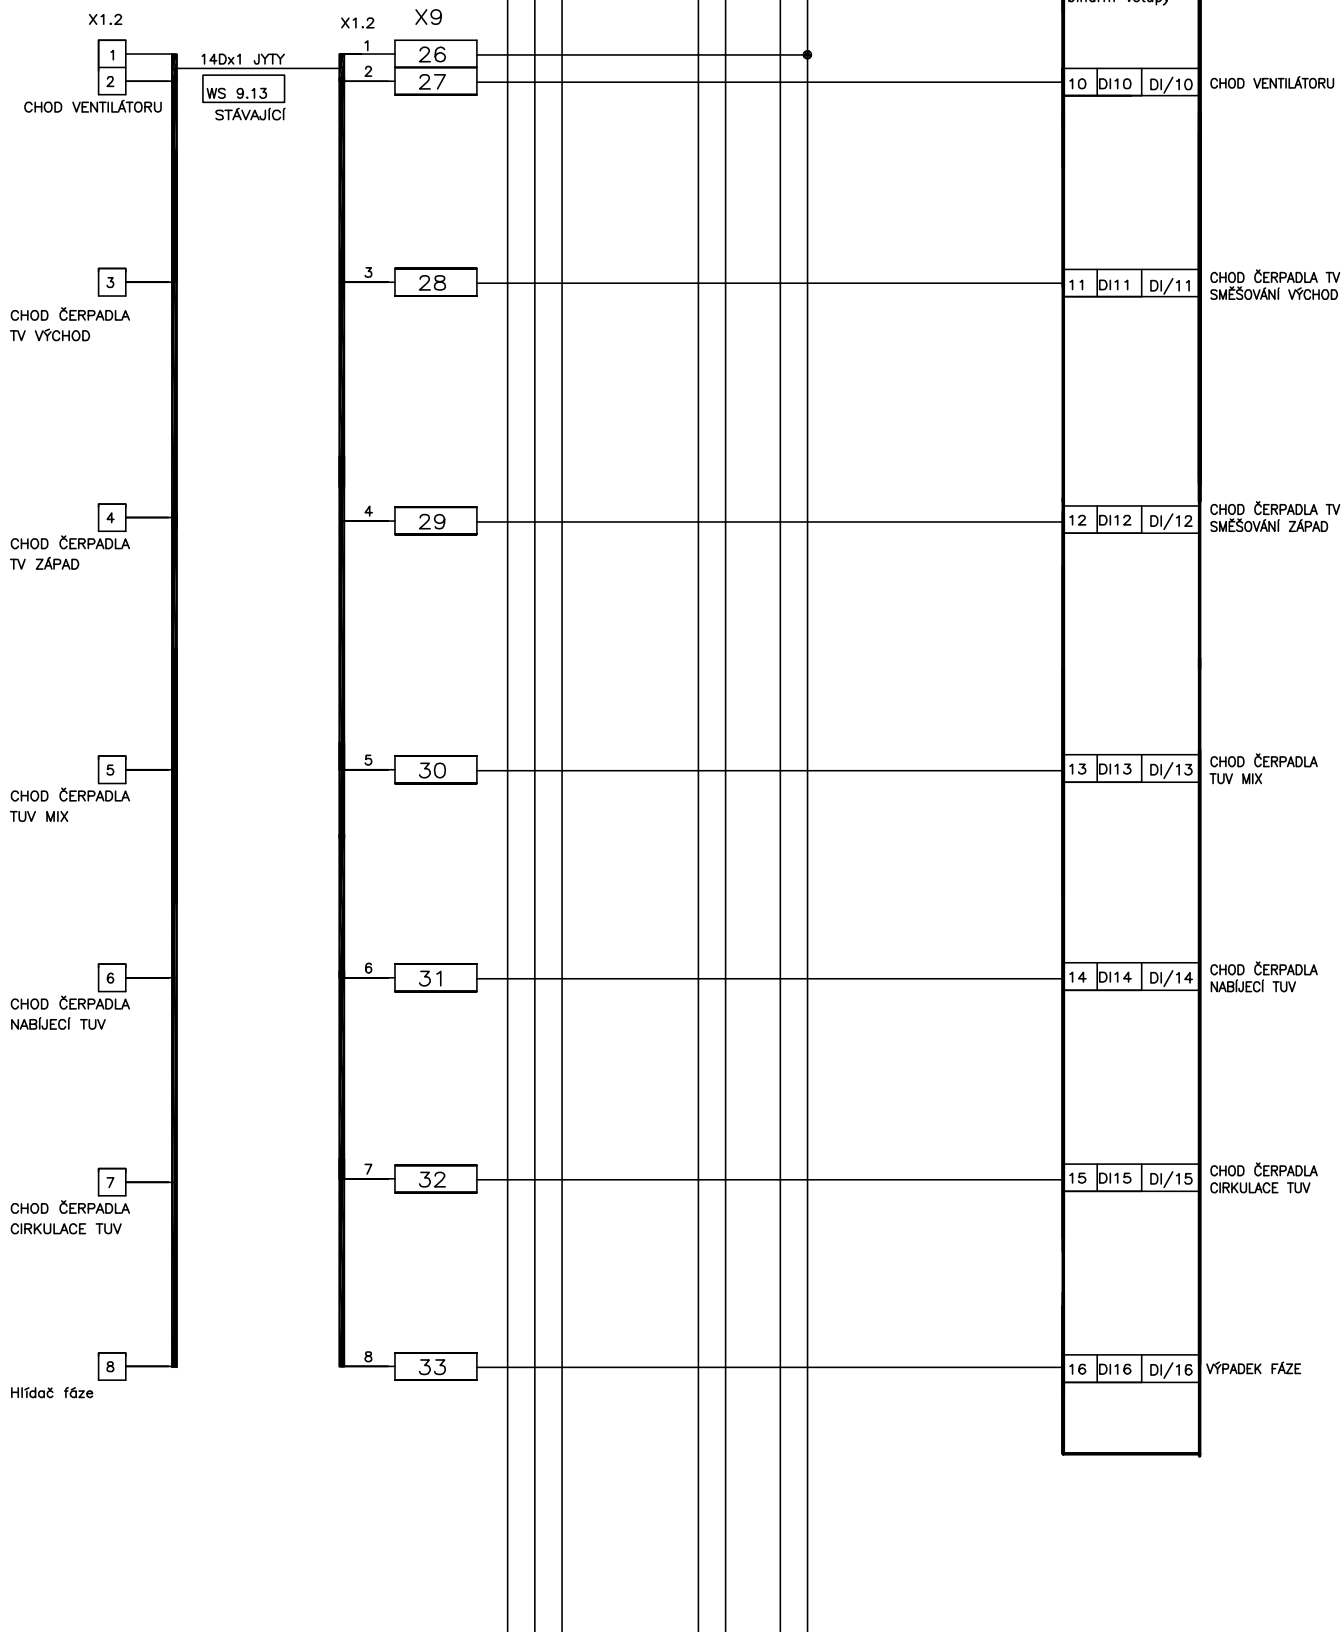 binární vstupy
X1.2
X1.2
X9
1
14Dx1 JYTY
1
26
2
WS 9.13
2
27
10 DI10 DI/10
CHOD VENTILÁTORU
CHOD VENTILÁTORU
STÁVAJÍCÍ
3
3
28
11 DI11 DI/11
CHOD ČERPADLA TV
SMĚŠOVÁNÍ VÝCHOD
CHOD ČERPADLA
TV VÝCHOD
4
4
29
12 DI12 DI/12
CHOD ČERPADLA TV
SMĚŠOVÁNÍ ZÁPAD
CHOD ČERPADLA
TV ZÁPAD
5
5
30
13 DI13 DI/13
CHOD ČERPADLA
TUV MIX
CHOD ČERPADLA
TUV MIX
6
6
31
14 DI14 DI/14
CHOD ČERPADLA
NABÍJECÍ TUV
CHOD ČERPADLA
NABÍJECÍ TUV
7
7
32
15 DI15 DI/15
CHOD ČERPADLA
CIRKULACE TUV
CHOD ČERPADLA
CIRKULACE TUV
8
8
33
16 DI16 DI/16
VÝPADEK FÁZE
Hlídač fáze